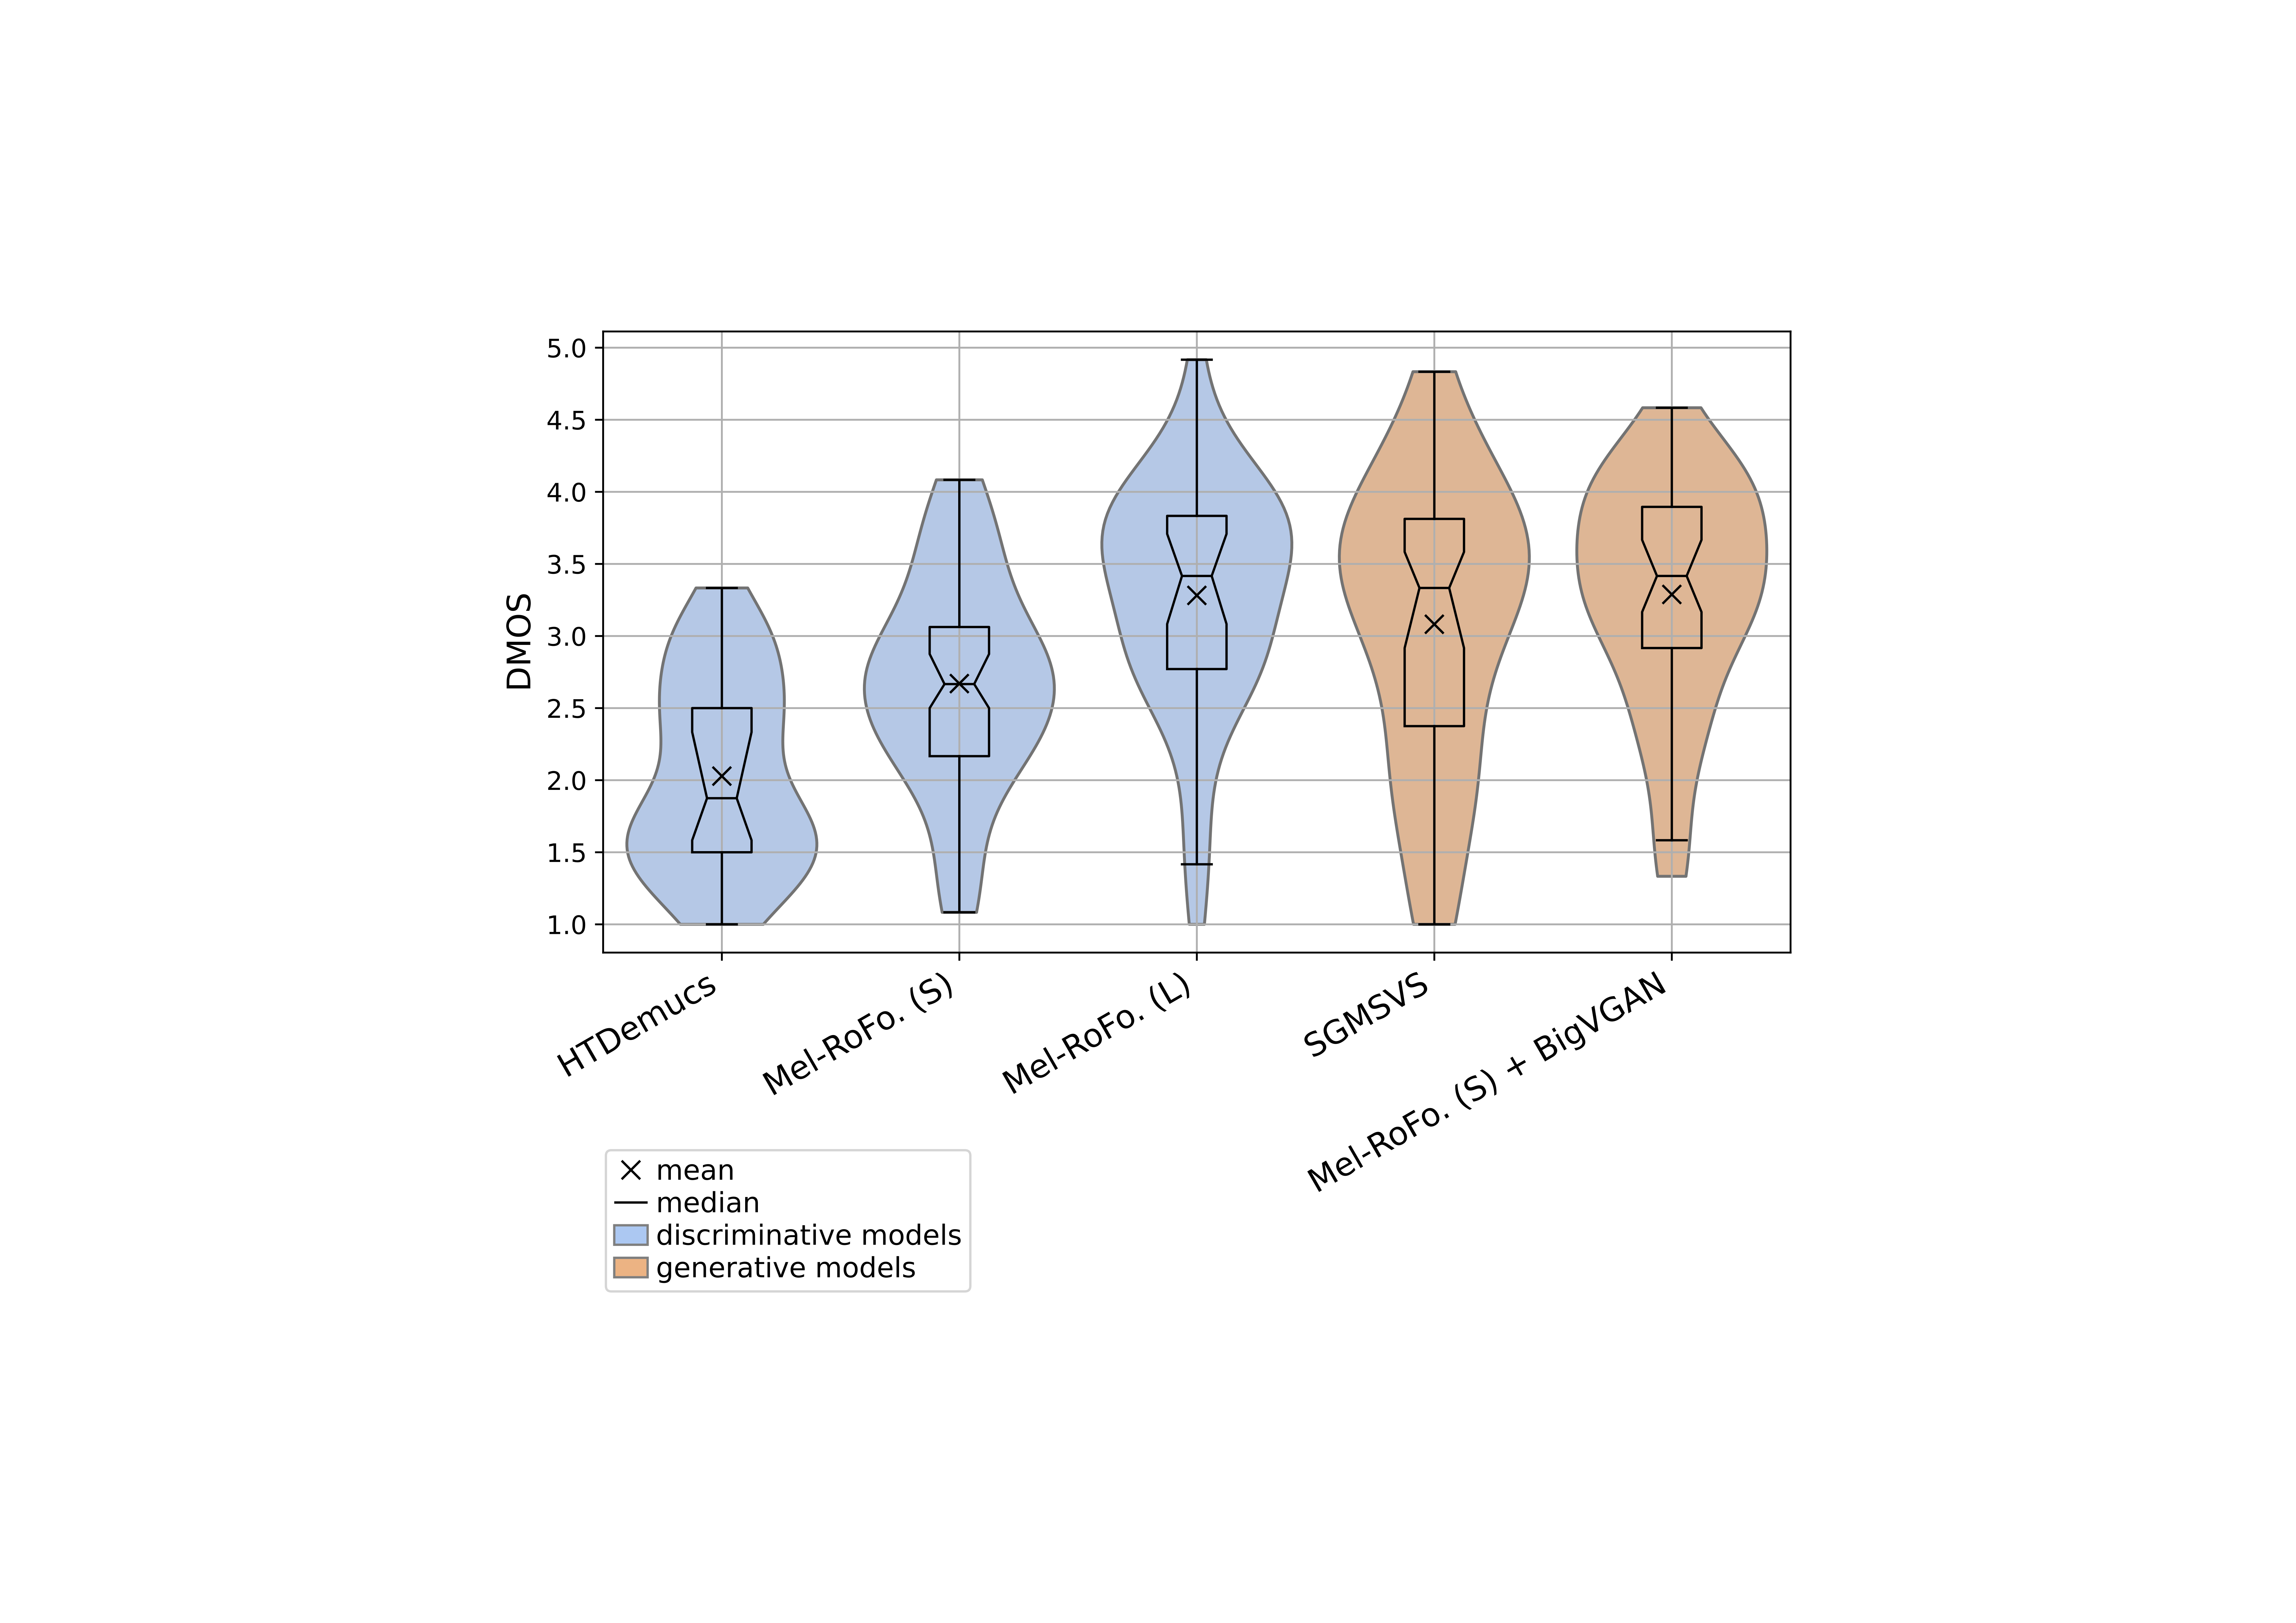 DMOS
5.0
4.5
4.0
3.5
3.0
2.5
2.0
1.5
1.0
HTDemucs
Mel-RoFo. (S)
Mel-RoFo. (L)
SGMSVS
Mel-RoFo. (S) + BigVGAN
mean
median
discriminative models
generative models